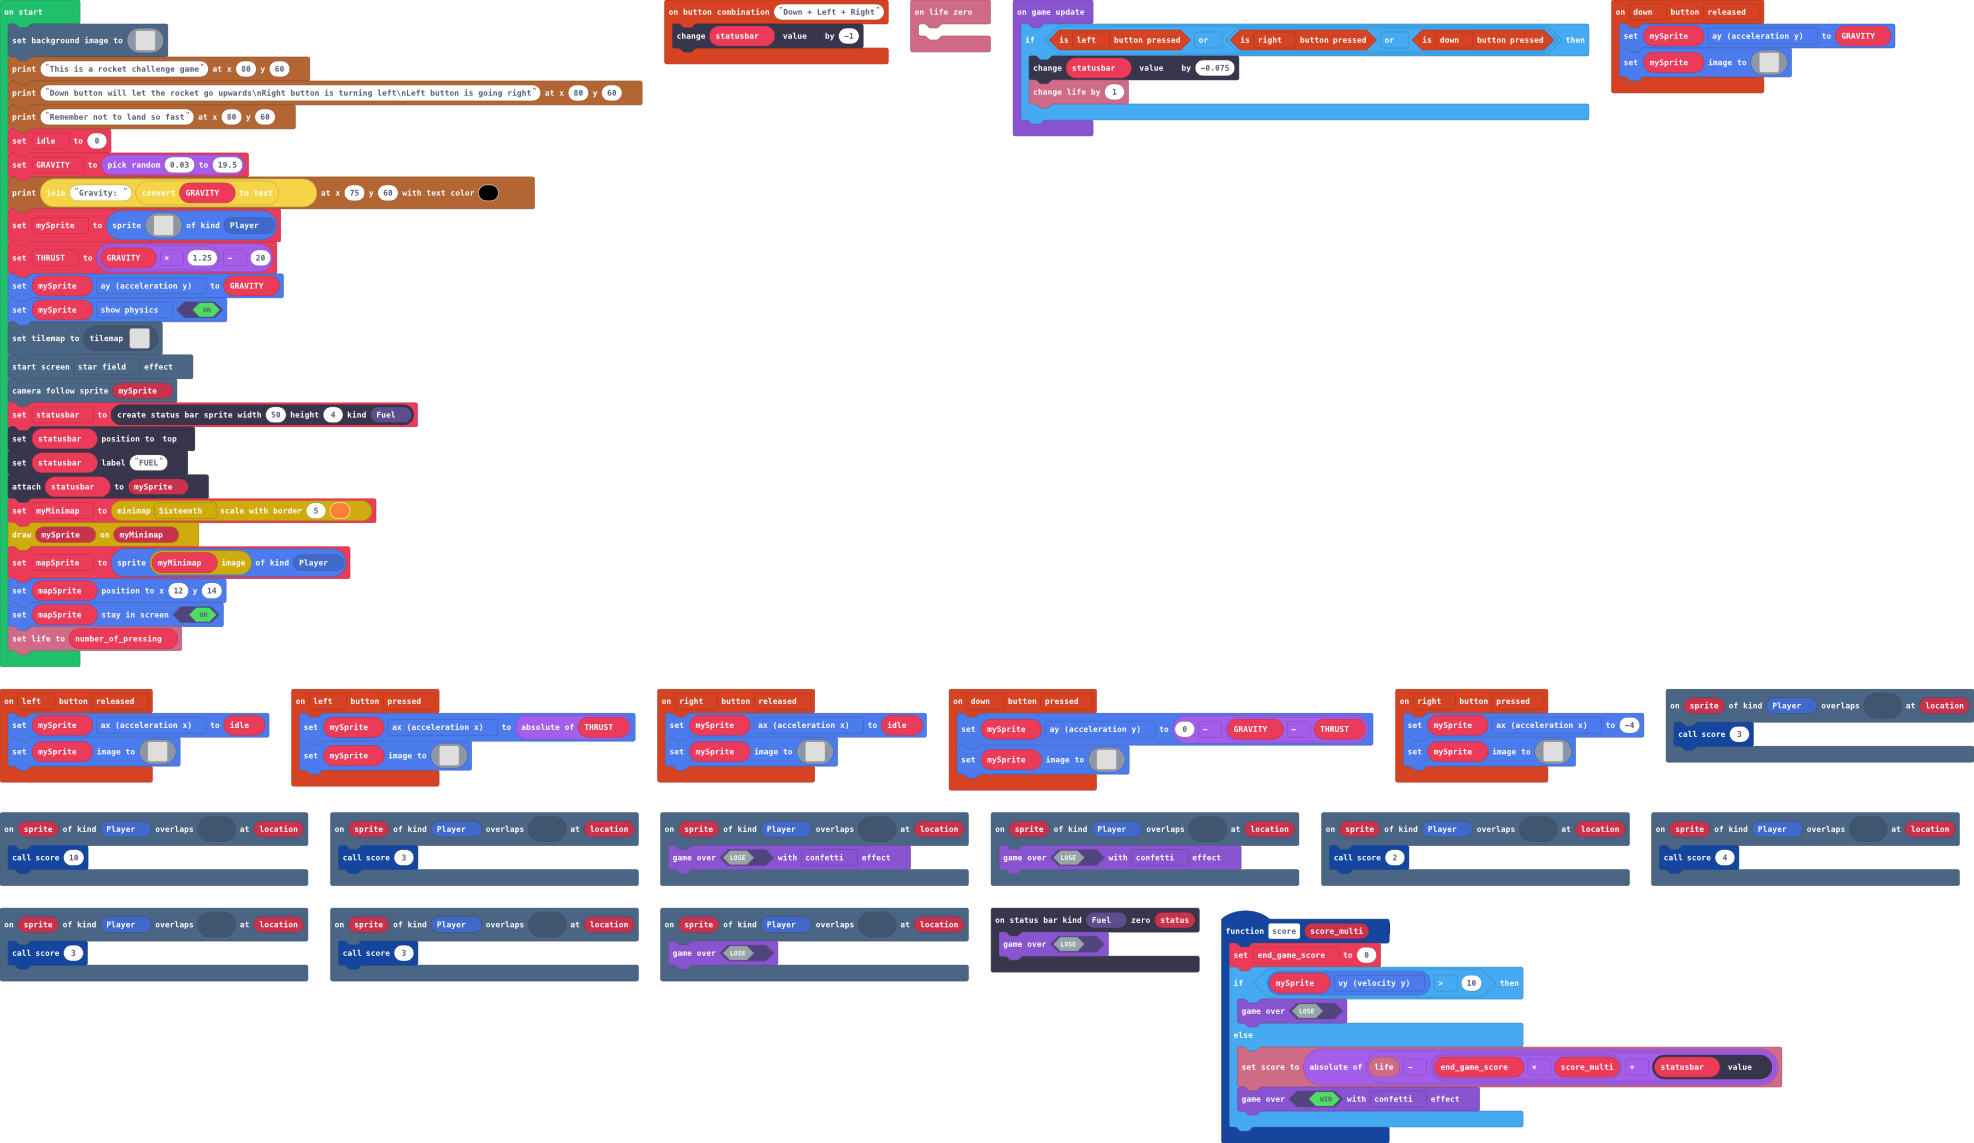 on start
set background image to
print "This is a rocket challenge game" at x 80 y 60
print "Down button will let the rocket go upwards\nRight button is turning left\nLeft button is going right" at x 80 y 60
print "Remember not to land so fast" at x 80 y 60
set idle to 0
set GRAVITY to pick random 0.03 to 19.5
print join "Gravity: " convert GRAVITY to text at x 75 y 60 with text color
set mySprite to sprite of kind Player
set THRUST to GRAVITY × 1.25 - 20
set mySprite ay (acceleration y) to GRAVITY
set mySprite show physics ON
set tilemap to tilemap
start screen star field effect
camera follow sprite mySprite
set statusbar to create status bar sprite width 50 height 4 kind Fuel
set statusbar position to top
set statusbar label "FUEL"
attach statusbar to mySprite
set myMinimap to minimap Sixteenth scale with border 5
draw mySprite on myMinimap
set mapSprite to sprite myMinimap image of kind Player
set mapSprite position to x 12 y 14
set mapSprite stay in screen ON
set life to number_of_pressing
on button combination "Down + Left + Right"
change statusbar value by -1
on life zero
on game update
if is left button pressed or is right button pressed or is down button pressed then
change statusbar value by -0.075
change life by 1
on down button released
set mySprite ay (acceleration y) to GRAVITY
set mySprite image to
on left button released
set mySprite ax (acceleration x) to idle
set mySprite image to
on left button pressed
set mySprite ax (acceleration x) to absolute of THRUST
set mySprite image to
on right button released
set mySprite ax (acceleration x) to idle
set mySprite image to
on down button pressed
set mySprite ay (acceleration y) to 0 - GRAVITY - THRUST
set mySprite image to
on right button pressed
set mySprite ax (acceleration x) to -4
set mySprite image to
on sprite of kind Player overlaps at location
call score 3
on sprite of kind Player overlaps at location
call score 10
on sprite of kind Player overlaps at location
call score 3
on sprite of kind Player overlaps at location
game over LOSE with confetti effect
on sprite of kind Player overlaps at location
game over LOSE with confetti effect
on sprite of kind Player overlaps at location
call score 2
on sprite of kind Player overlaps at location
call score 4
on sprite of kind Player overlaps at location
call score 3
on sprite of kind Player overlaps at location
call score 3
on sprite of kind Player overlaps at location
game over LOSE
on status bar kind Fuel zero status
game over LOSE
function score score_multi
set end_game_score to 0
if mySprite vy (velocity y) > 10 then
game over LOSE
else
set score to absolute of life - end_game_score × score_multi + statusbar value
game over WIN with confetti effect